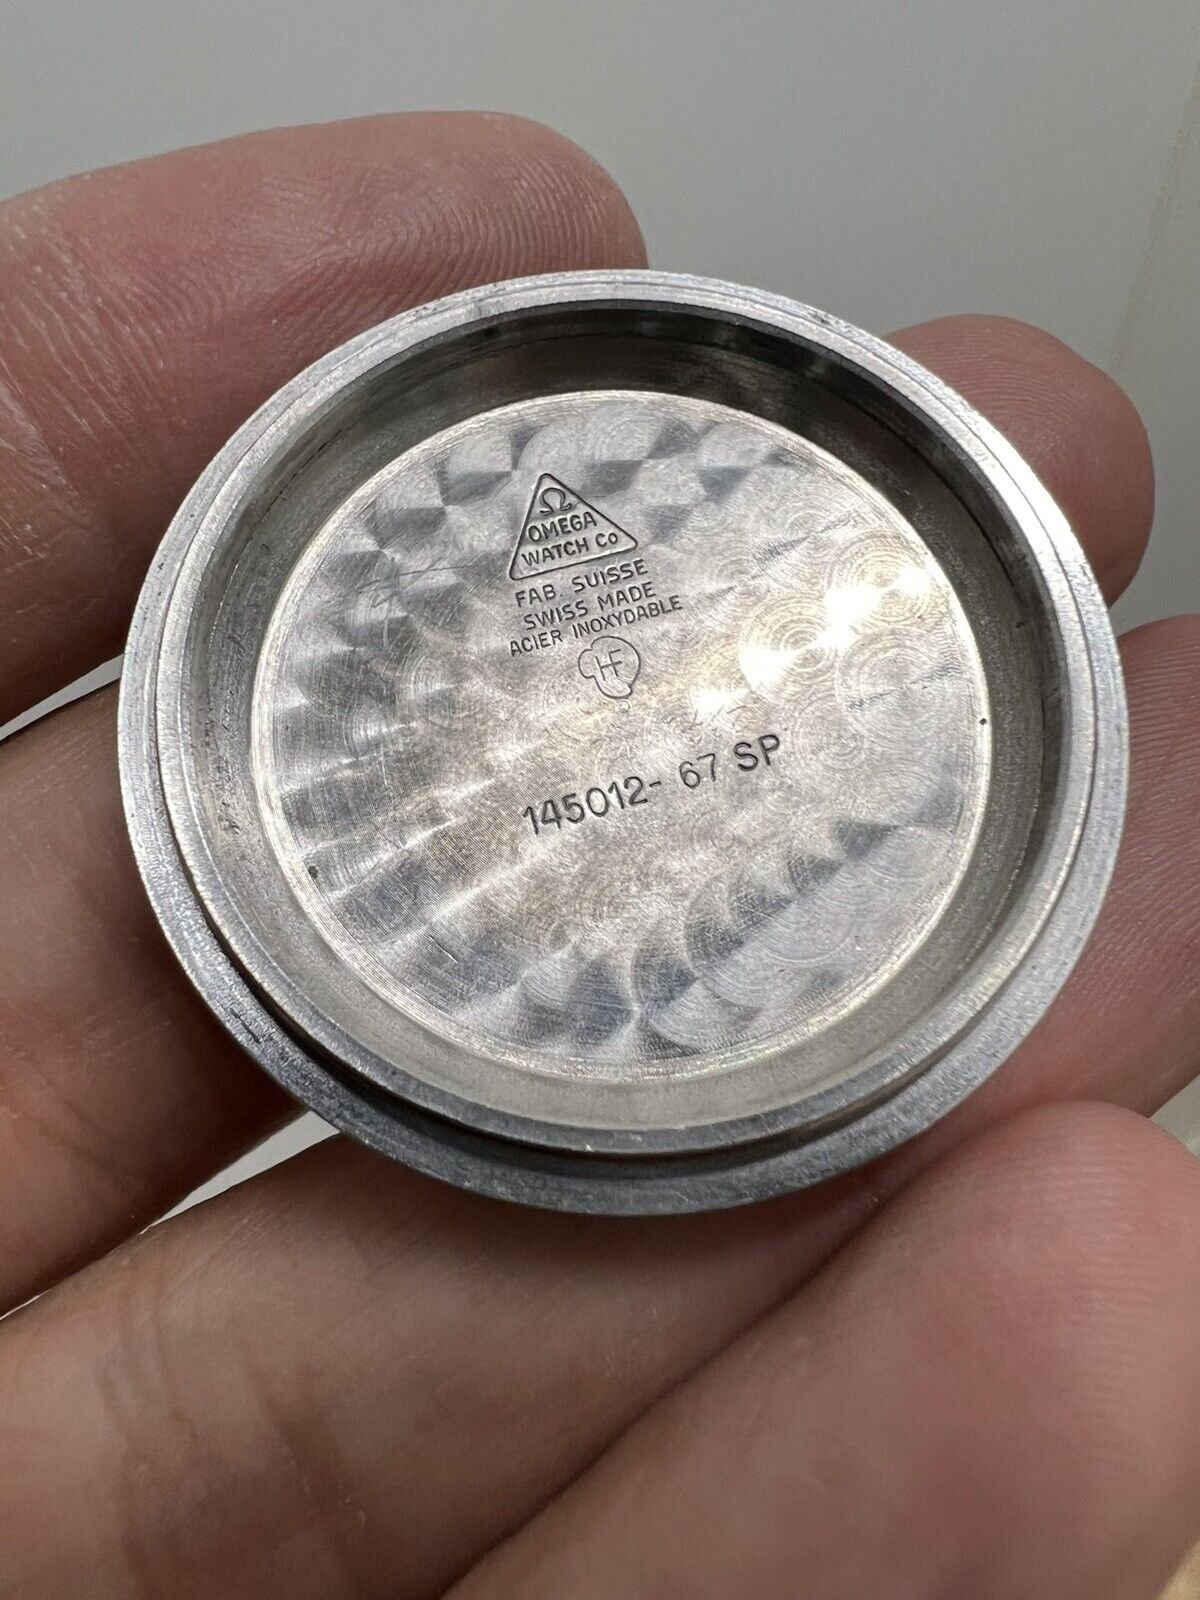 Ω
OMEGA
WATCH Co
FAB. SUISSE
SWISS MADE
ACIER INOXYDABLE
HF
145012- 67 SP